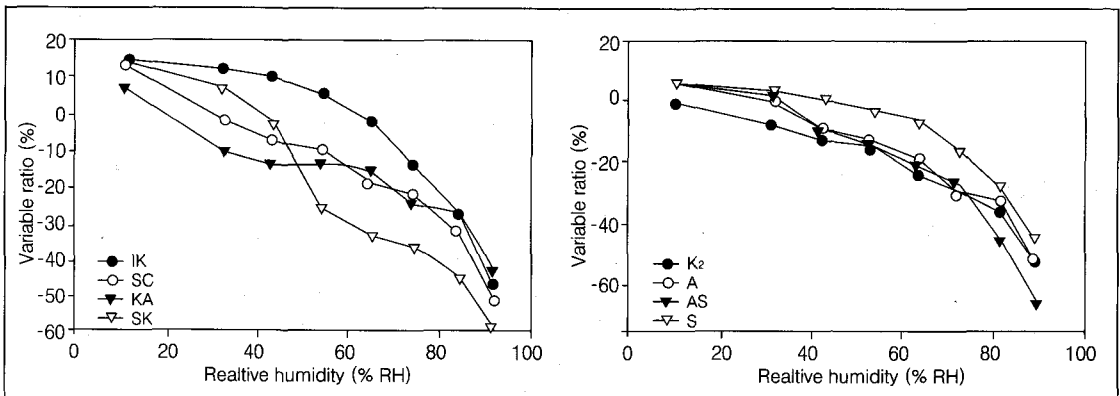 20
10
0
-10
-20
-30
-40
-50
-60
Variable ratio (%)
IK
SC
KA
SK
0 20 40 60 80 100
Realtive humidity (% RH)
20
0
-20
-40
-60
Variable ratio (%)
K2
A
AS
S
0 20 40 60 80 100
Realtive humidity (% RH)